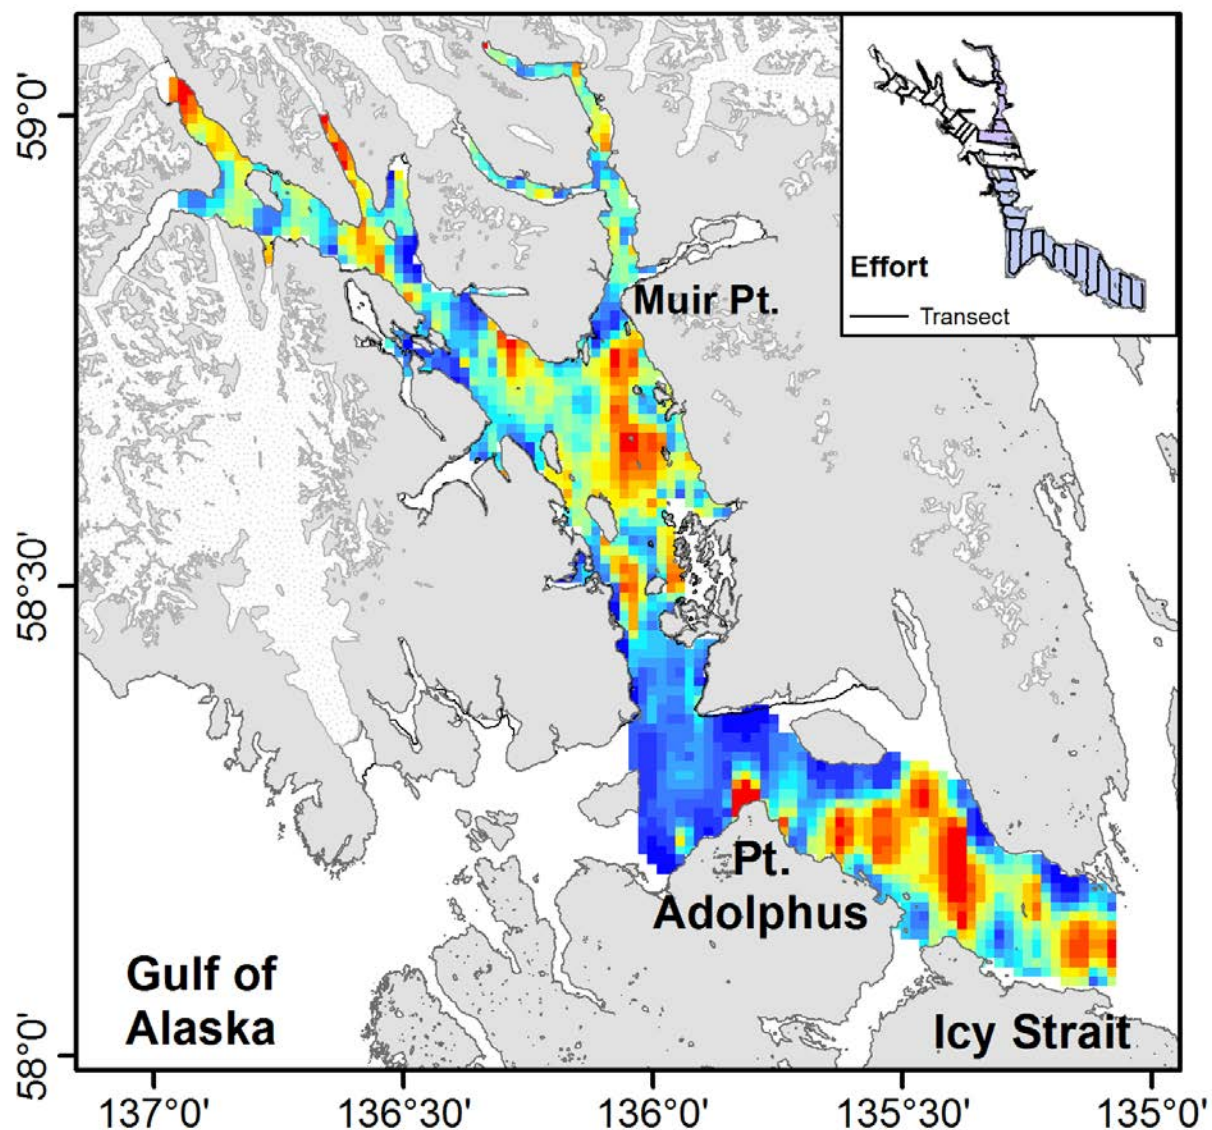 Effort
Transect
Muir Pt.
Pt.
Adolphus
Gulf of
Alaska
Icy Strait
59°0'
58°30'
58°0'
137°0'
136°30'
136°0'
135°30'
135°0'